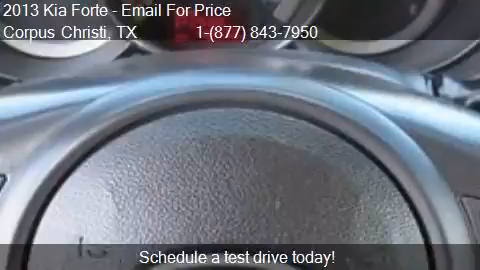 2013 Kia Forte - Email For Price
Corpus Christi, TX 1-(877) 843-7950
Schedule a test drive today!